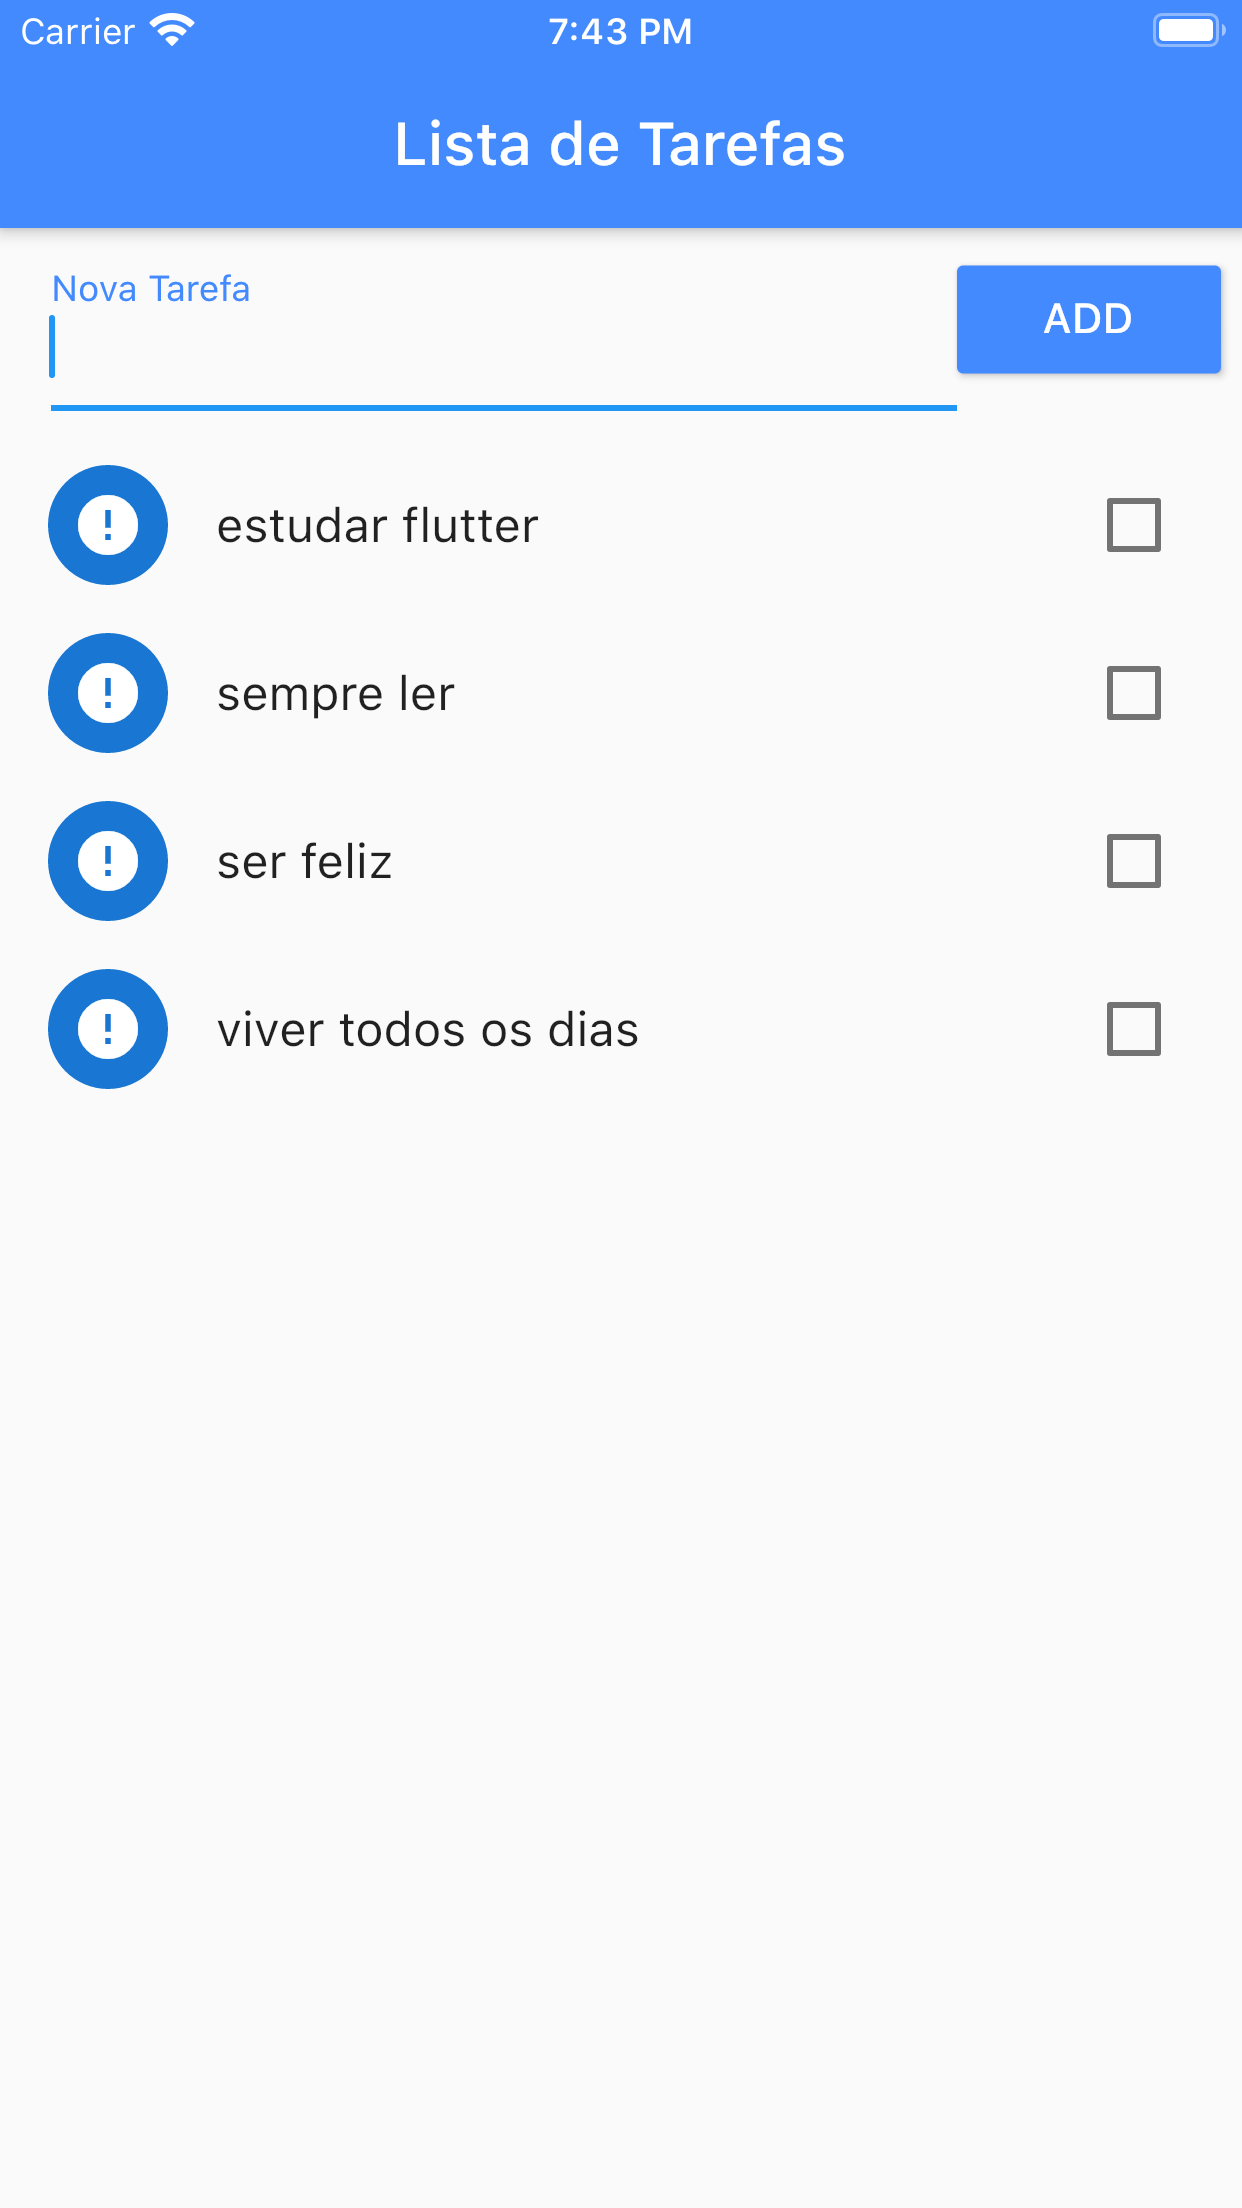 Carrier 7:43 PM
Lista de Tarefas
Nova Tarefa
ADD
estudar flutter
sempre ler
ser feliz
viver todos os dias